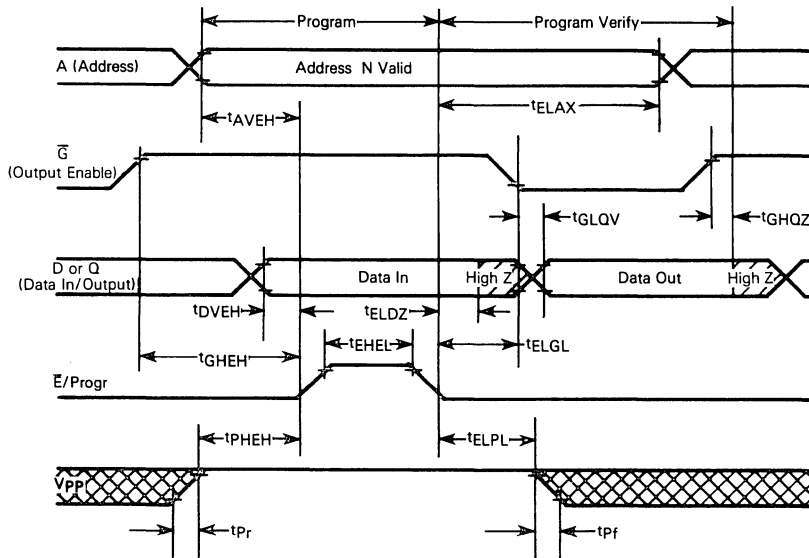 Program
Program Verify
A (Address)
Address N Valid
tAVEH
tELAX
G̅
(Output Enable)
tGLQV
tGHQZ
D or Q
(Data In/Output)
Data In
High Z
Data Out
High Z
tDVEH
tELDZ
tGHEH
tEHEL
tELGL
E̅/Progr
tPHEH
tELPL
VPP
tPr
tPf